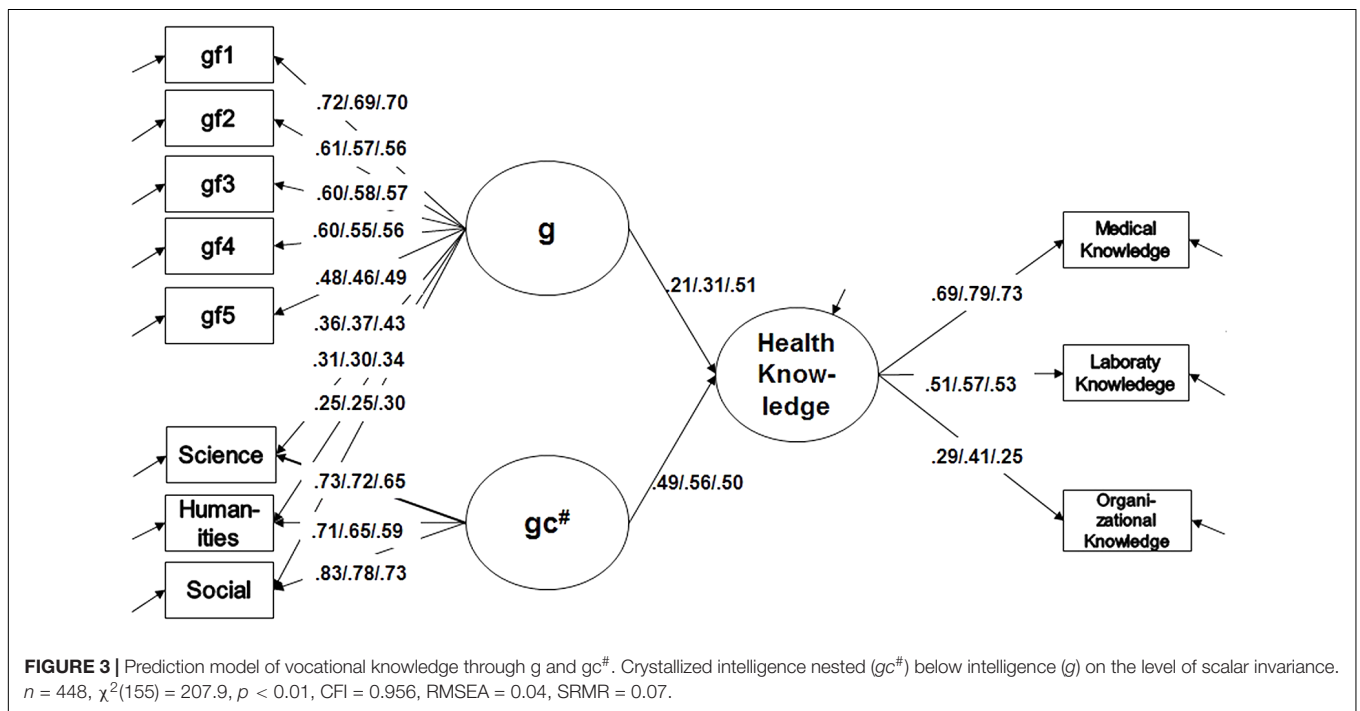 gf1
gf2
gf3
gf4
gf5
.72/.69/.70
.61/.57/.56
.60/.58/.57
.60/.55/.56
.48/.46/.49
.36/.37/.43
.31/.30/.34
.25/.25/.30
g
.21/.31/.51
Science
Human-
ities
Social
.73/.72/.65
.71/.65/.59
.83/.78/.73
gc#
.49/.56/.50
Health
Know-
ledge
.69/.79/.73
.51/.57/.53
.29/.41/.25
Medical
Knowledge
Laboraty
Knowledege
Organi-
zational
Knowledge
FIGURE 3 | Prediction model of vocational knowledge through g and gc#. Crystallized intelligence nested (gc#) below intelligence (g) on the level of scalar invariance.
n = 448, χ2(155) = 207.9, p < 0.01, CFI = 0.956, RMSEA = 0.04, SRMR = 0.07.